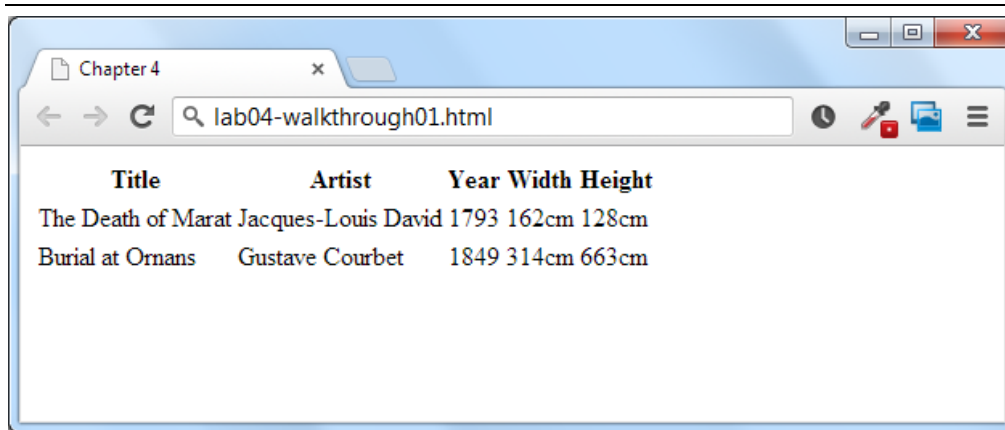 Chapter 4
lab04-walkthrough01.html
Title Artist Year Width Height
The Death of Marat Jacques-Louis David 1793 162cm 128cm
Burial at Ornans Gustave Courbet 1849 314cm 663cm